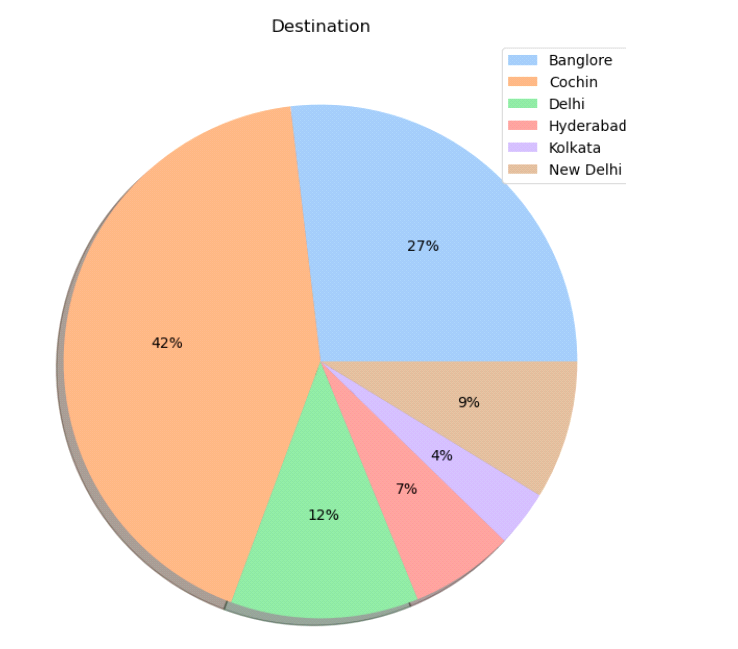 Destination
Banglore
Cochin
Delhi
Hyderabad
Kolkata
New Delhi
27%
42%
9%
4%
7%
12%